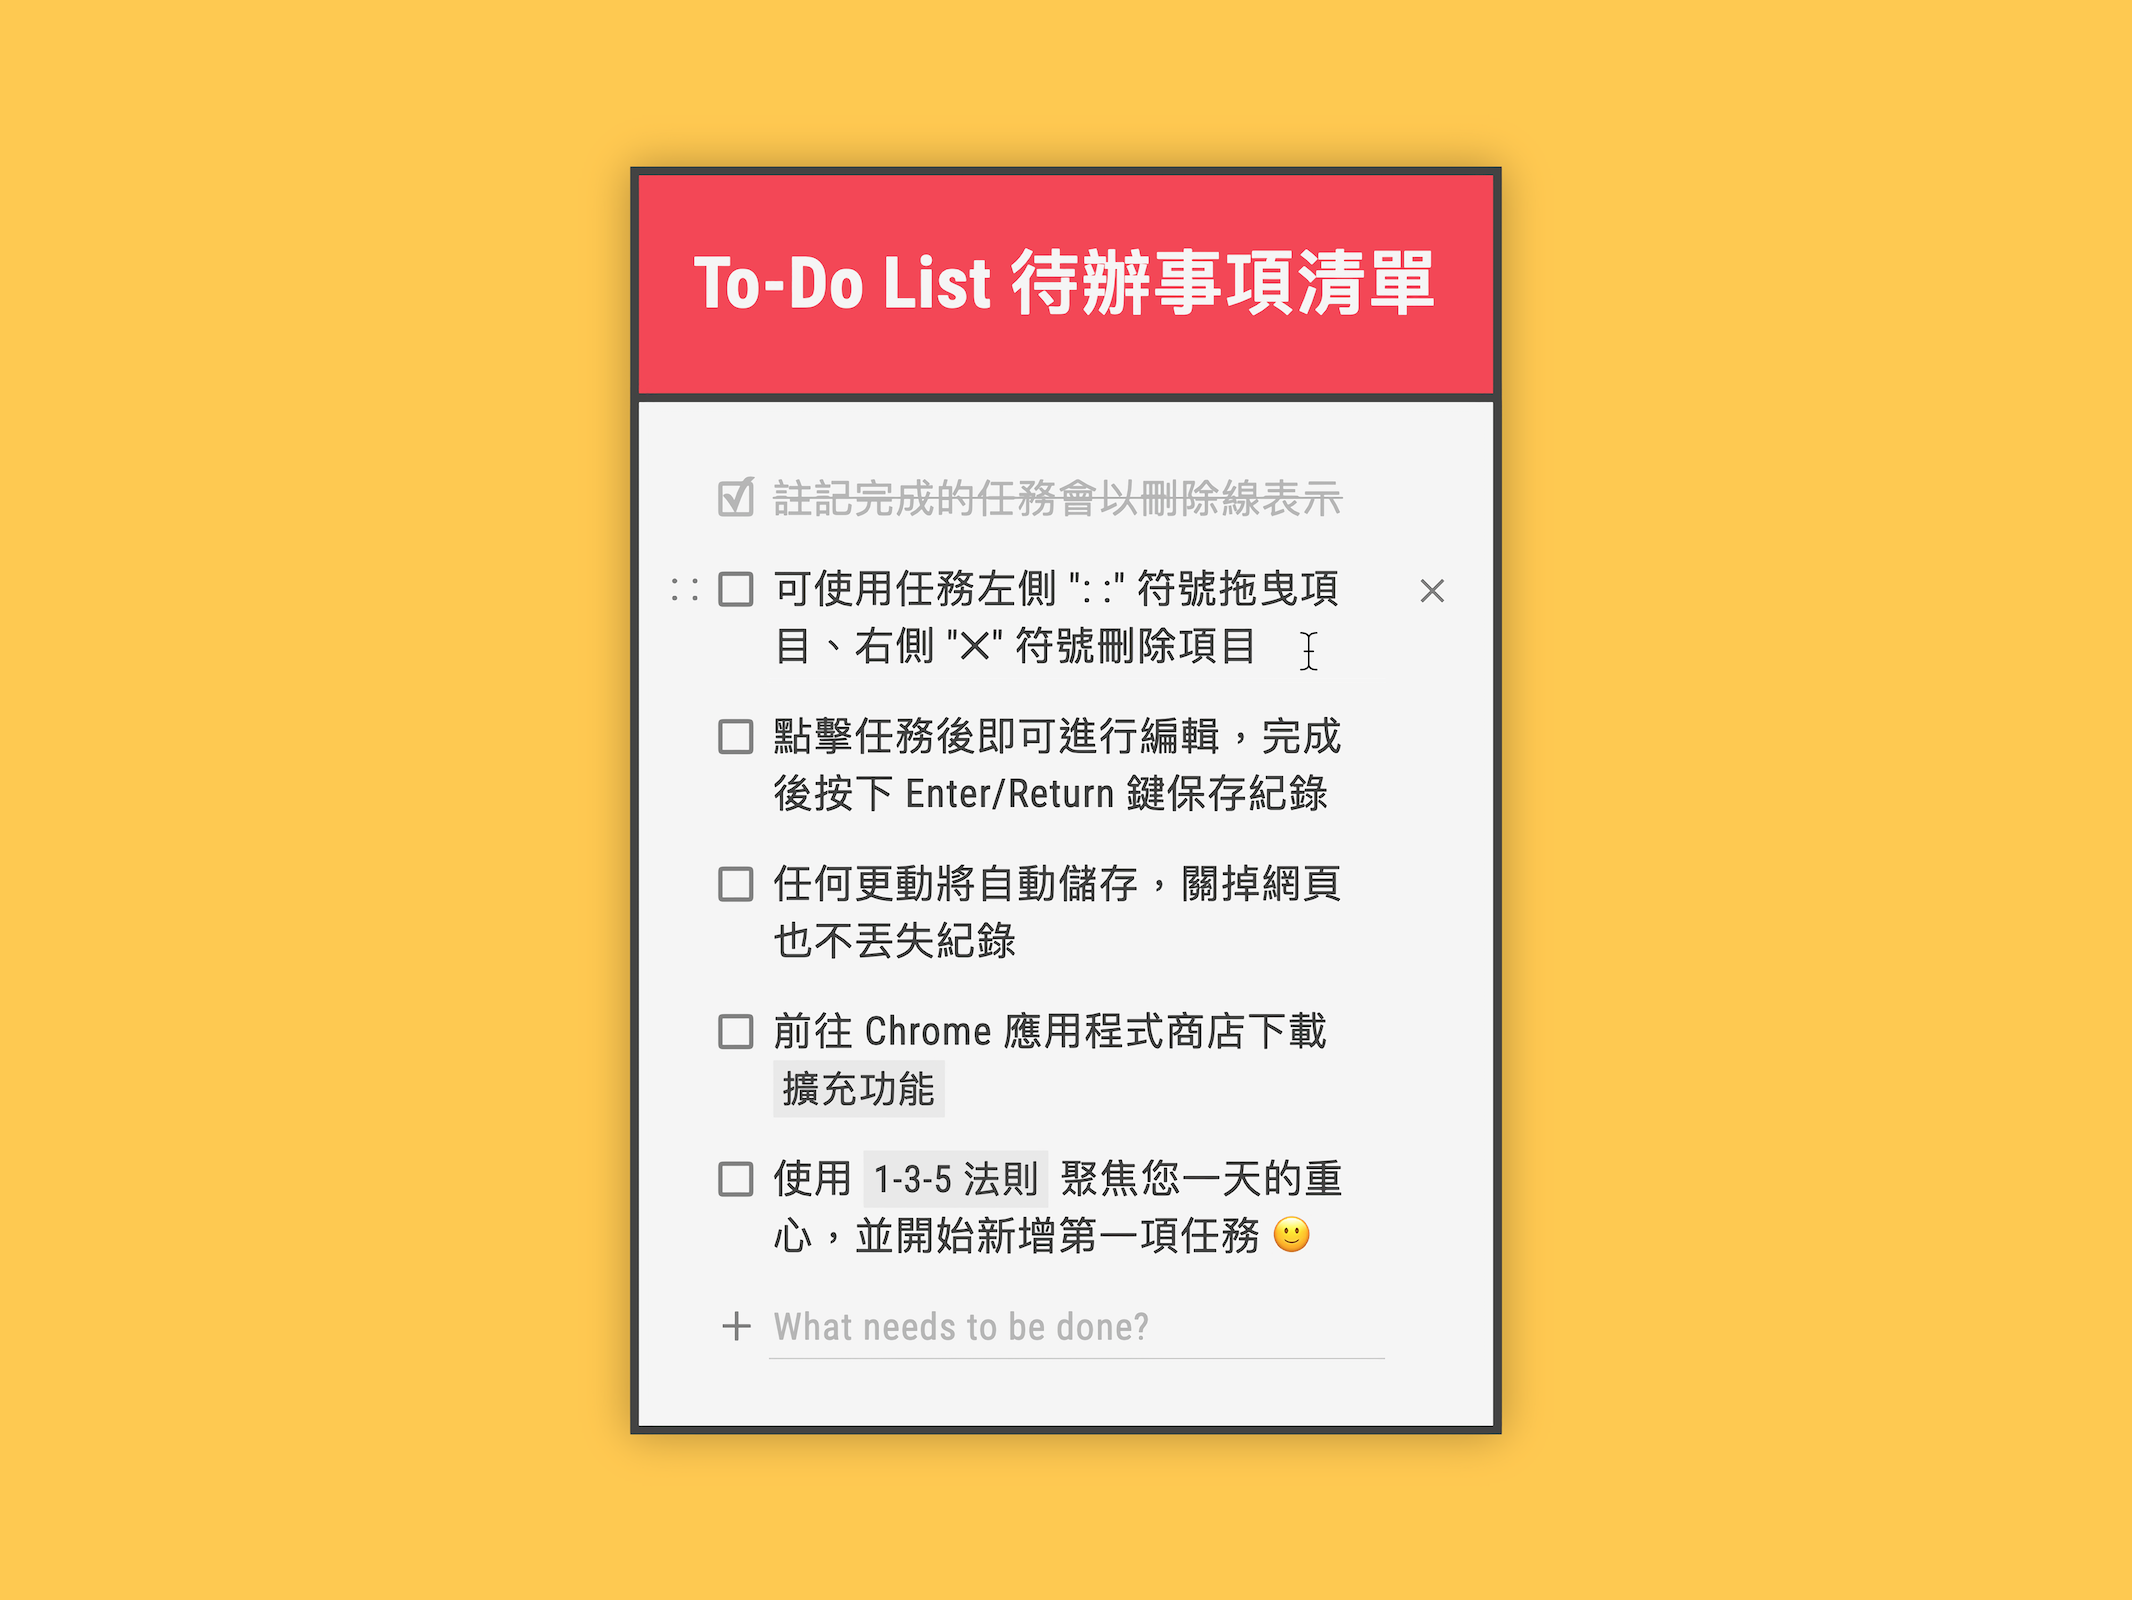 To-Do List 待辦事項清單
註記完成的任務會以刪除線表示
可使用任務左側 "∷" 符號拖曳項
目、右側 "✕" 符號刪除項目
點擊任務後即可進行編輯，完成
後按下 Enter/Return 鍵保存紀錄
任何更動將自動儲存，關掉網頁
也不丟失紀錄
前往 Chrome 應用程式商店下載
擴充功能
使用 1-3-5 法則 聚焦您一天的重
心，並開始新增第一項任務 🙂
What needs to be done?